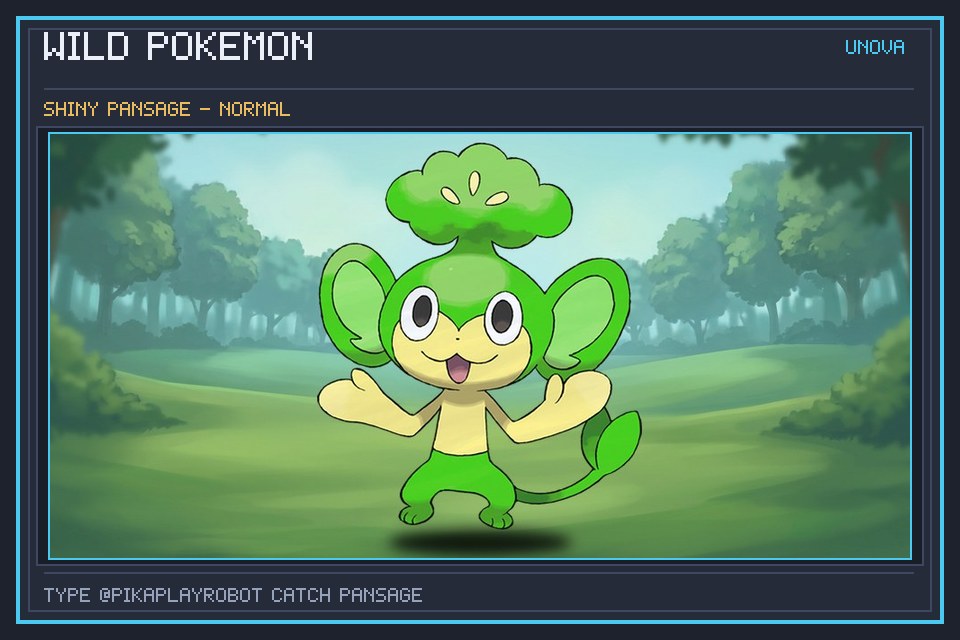 WILD POKEMON
UNOVA
SHINY PANSAGE - NORMAL
TYPE @PIKAPLAYROBOT CATCH PANSAGE